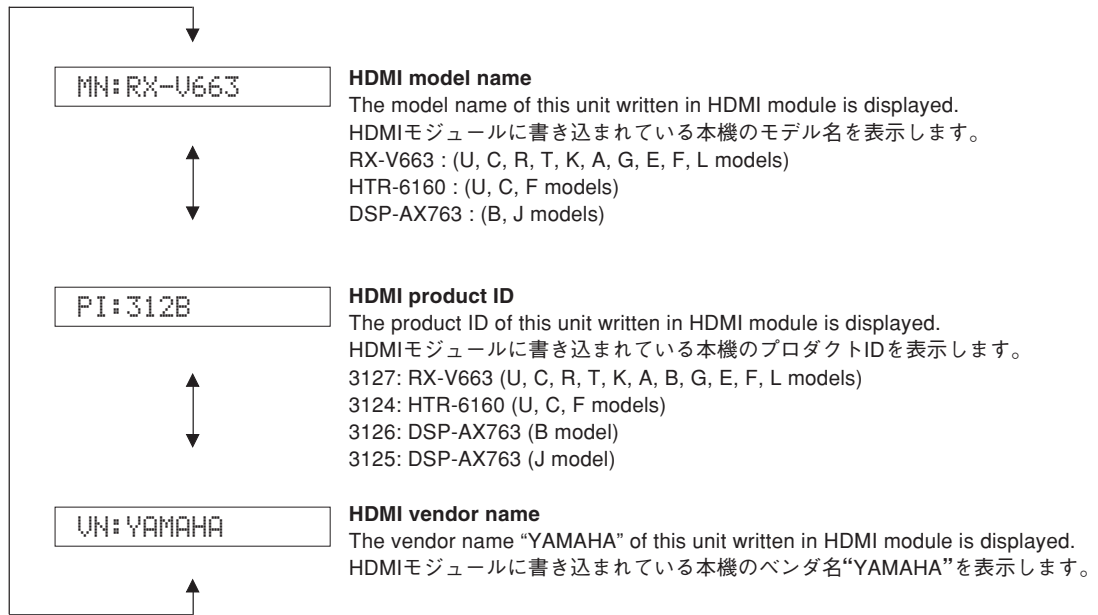 MN:RX-V663
HDMI model name
The model name of this unit written in HDMI module is displayed.
HDMIモジュールに書き込まれている本機のモデル名を表示します。
RX-V663 : (U, C, R, T, K, A, G, E, F, L models)
HTR-6160 : (U, C, F models)
DSP-AX763 : (B, J models)
PI:312B
HDMI product ID
The product ID of this unit written in HDMI module is displayed.
HDMIモジュールに書き込まれている本機のプロダクトIDを表示します。
3127: RX-V663 (U, C, R, T, K, A, B, G, E, F, L models)
3124: HTR-6160 (U, C, F models)
3126: DSP-AX763 (B model)
3125: DSP-AX763 (J model)
VN:YAMAHA
HDMI vendor name
The vendor name “YAMAHA” of this unit written in HDMI module is displayed.
HDMIモジュールに書き込まれている本機のベンダ名“YAMAHA”を表示します。